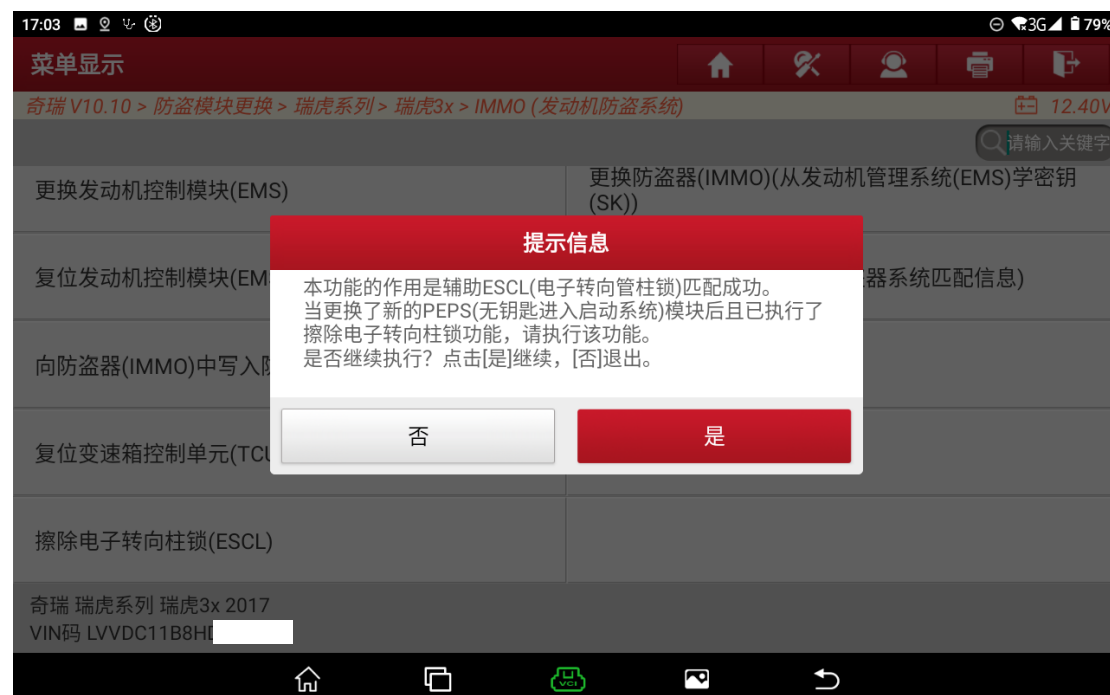 17:03
3G 79%
菜单显示
奇瑞 V10.10 > 防盗模块更换 > 瑞虎系列 > 瑞虎3x > IMMO (发动机防盗系统)
12.40V
请输入关键字
更换发动机控制模块(EMS)
更换防盗器(IMMO)(从发动机管理系统(EMS)学密钥
(SK))
提示信息
复位发动机控制模块(EM
器系统匹配信息)
本功能的作用是辅助ESCL(电子转向管柱锁)匹配成功。
当更换了新的PEPS(无钥匙进入启动系统)模块后且已执行了
擦除电子转向柱锁功能，请执行该功能。
是否继续执行？点击[是]继续，[否]退出。
向防盗器(IMMO)中写入
否
是
复位变速箱控制单元(TCU
擦除电子转向柱锁(ESCL)
奇瑞 瑞虎系列 瑞虎3x 2017
VIN码 LVVDC11B8H
VCI